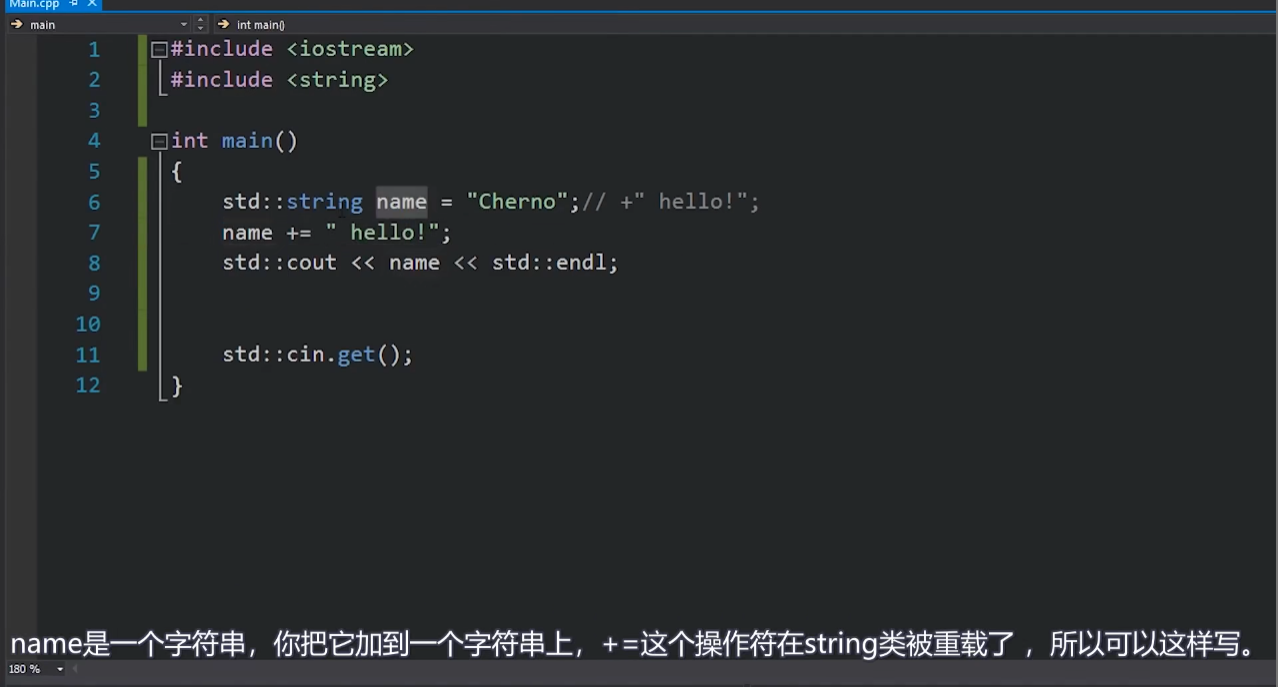 Main.cpp
main int main()
1 #include <iostream>
2 #include <string>
3
4 int main()
5 {
6 std::string name = "Cherno";// +" hello!";
7 name += " hello!";
8 std::cout << name << std::endl;
9
10
11 std::cin.get();
12 }
name是一个字符串，你把它加到一个字符串上，+=这个操作符在string类被重载了 ，所以可以这样写。
180 %